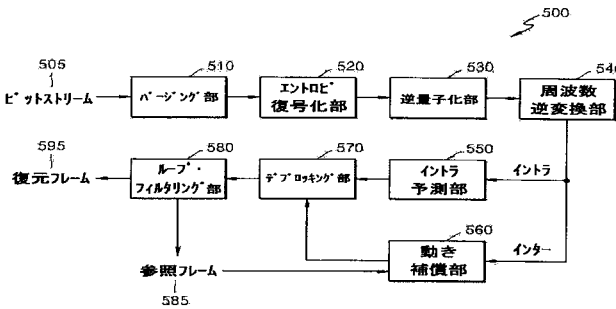 500
505
ビットストリーム
510
パージング部
520
エントロピ
復号化部
530
逆量子化部
540
周波数
逆変換部
595
復元フレーム
580
ループ・
フィルタリング部
570
デブロッキング部
550
イントラ
予測部
イントラ
560
動き
補償部
インター
参照フレーム
585